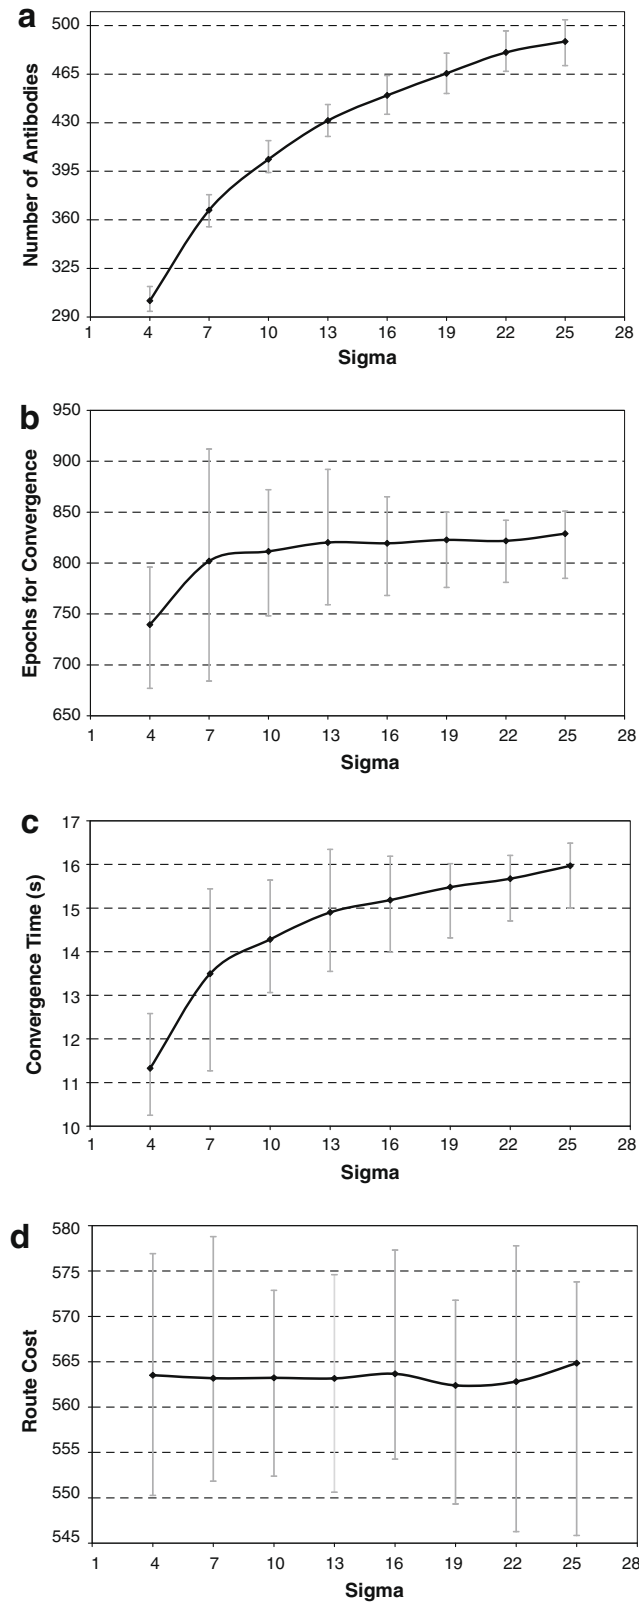 a
500
465
430
395
360
325
290
Number of Antibodies
1 4 7 10 13 16 19 22 25 28
Sigma
b
950
900
850
800
750
700
650
Epochs for Convergence
1 4 7 10 13 16 19 22 25 28
Sigma
c
17
16
15
14
13
12
11
10
Convergence Time (s)
1 4 7 10 13 16 19 22 25 28
Sigma
d
580
575
570
565
560
555
550
545
Route Cost
1 4 7 10 13 16 19 22 25 28
Sigma